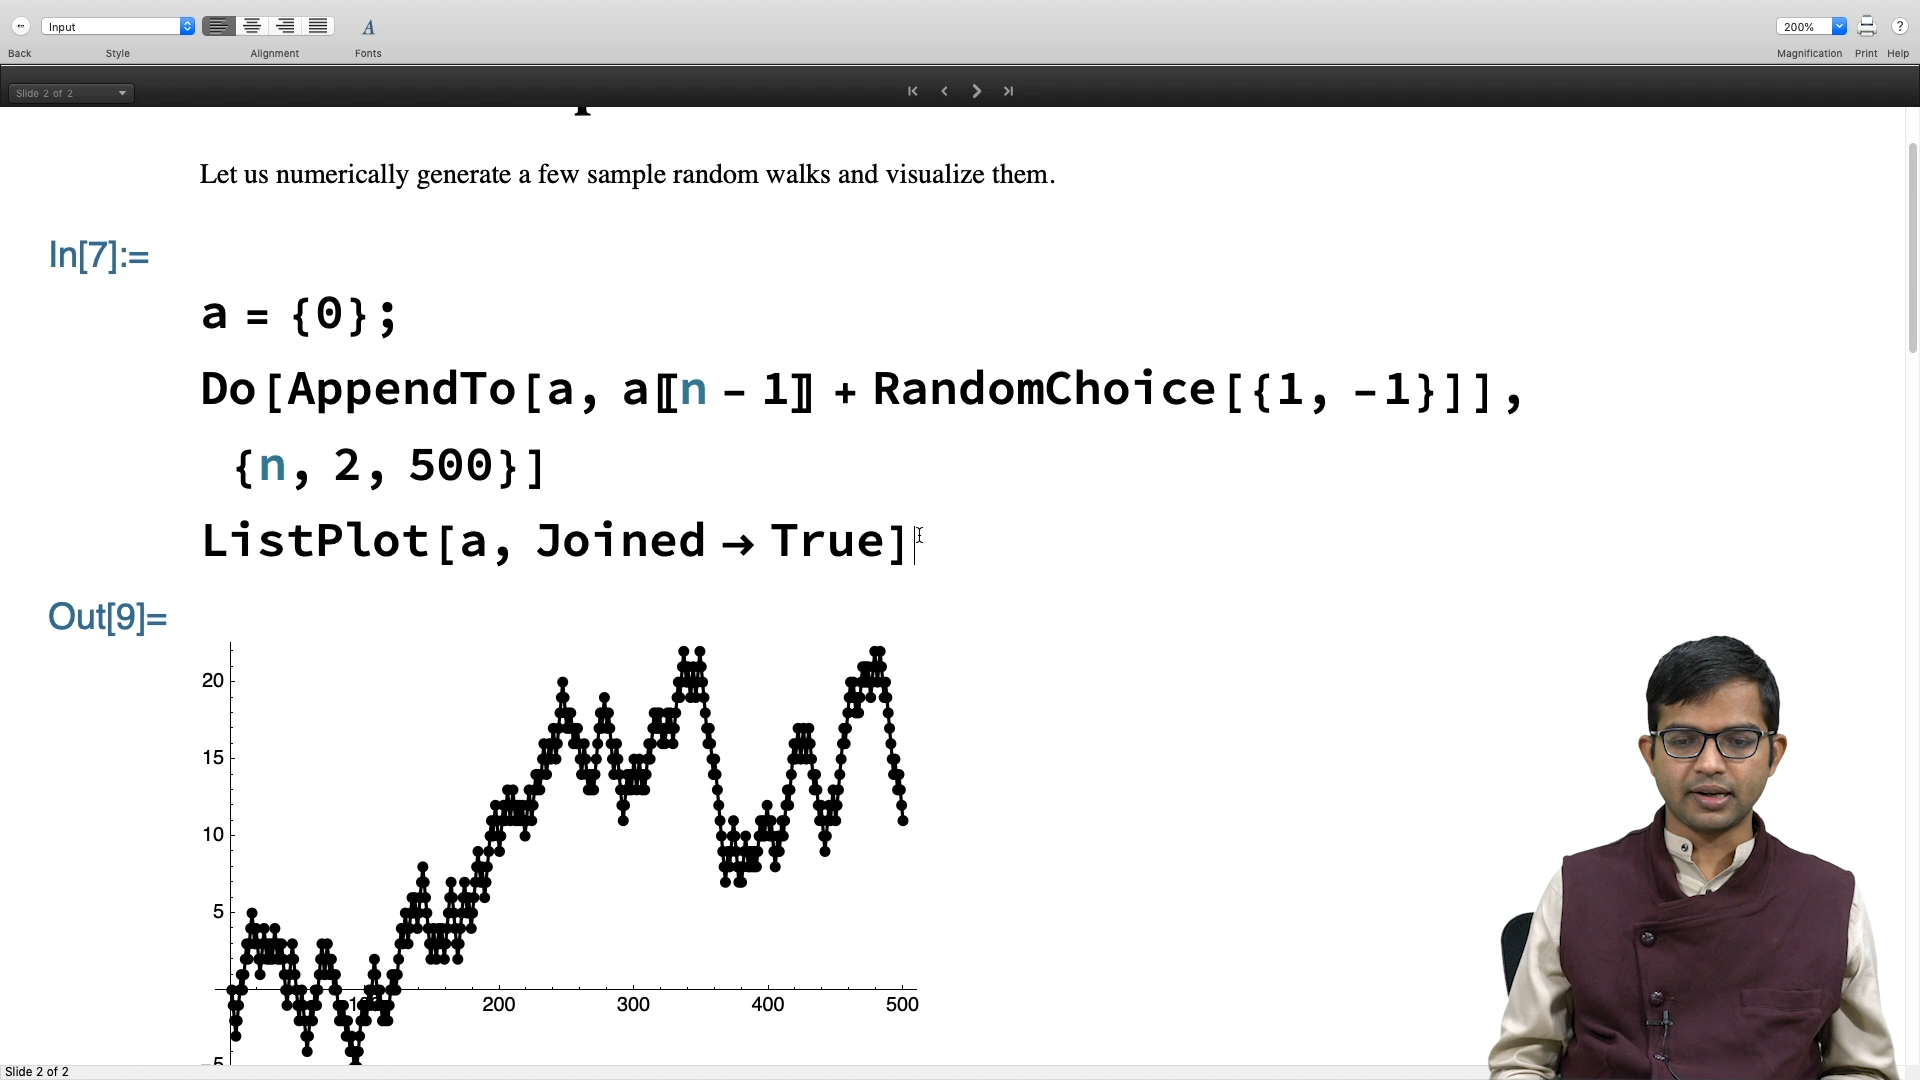 Input
200%
Back
Style
Alignment
Fonts
Magnification
Print
Help
Slide 2 of 2
Let us numerically generate a few sample random walks and visualize them.
In[7]:=
a = {0};
Do[AppendTo[a, a〚n - 1〛 + RandomChoice[{1, -1}]],
{n, 2, 500}]
ListPlot[a, Joined → True]
Out[9]=
20
15
10
5
200
300
400
500
-5
Slide 2 of 2